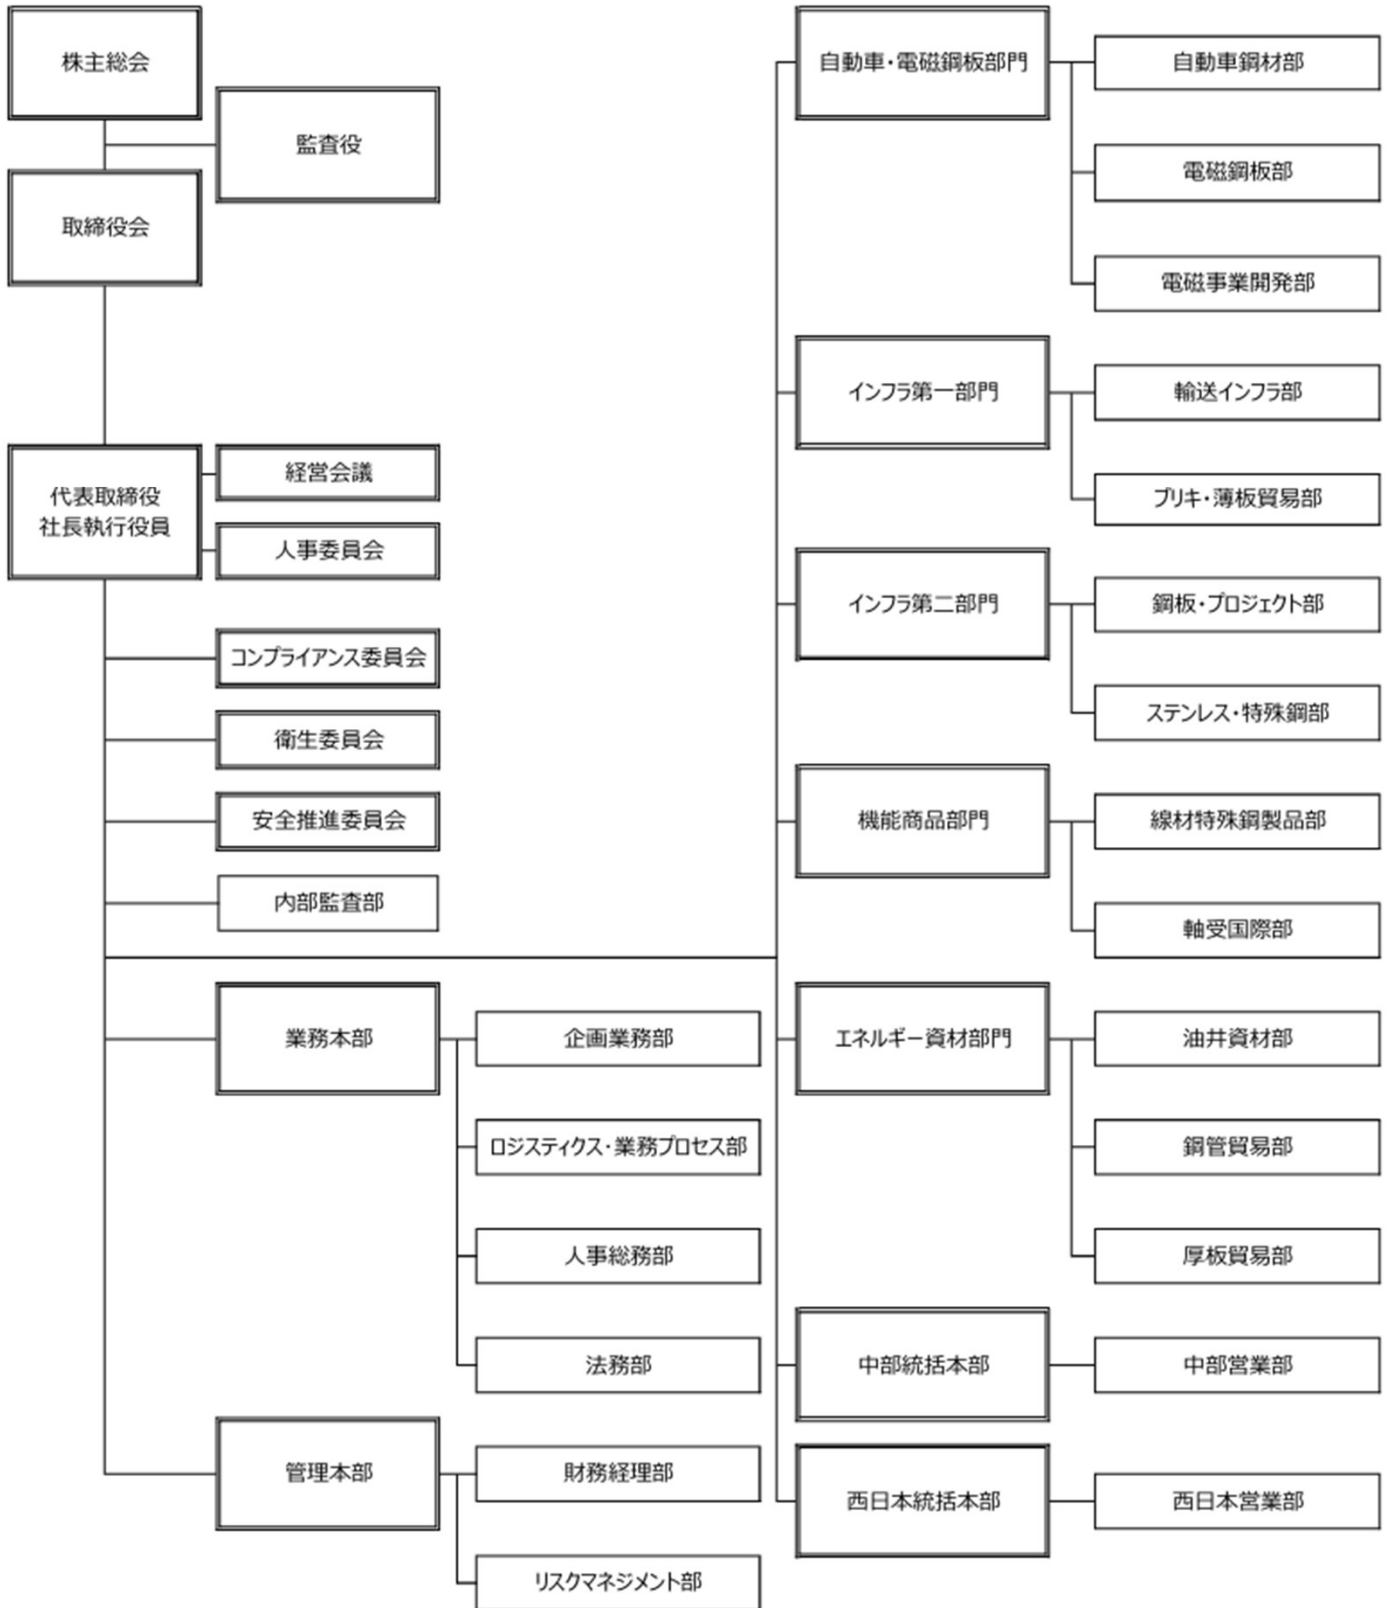 株主総会
監査役
取締役会
代表取締役
社長執行役員
経営会議
人事委員会
コンプライアンス委員会
衛生委員会
安全推進委員会
内部監査部
業務本部
企画業務部
ロジスティクス・業務プロセス部
人事総務部
法務部
管理本部
財務経理部
リスクマネジメント部
自動車・電磁鋼板部門
自動車鋼材部
電磁鋼板部
電磁事業開発部
インフラ第一部門
輸送インフラ部
ブリキ・薄板貿易部
インフラ第二部門
鋼板・プロジェクト部
ステンレス・特殊鋼部
機能商品部門
線材特殊鋼製品部
軸受国際部
エネルギー資材部門
油井資材部
鋼管貿易部
厚板貿易部
中部統括本部
中部営業部
西日本統括本部
西日本営業部